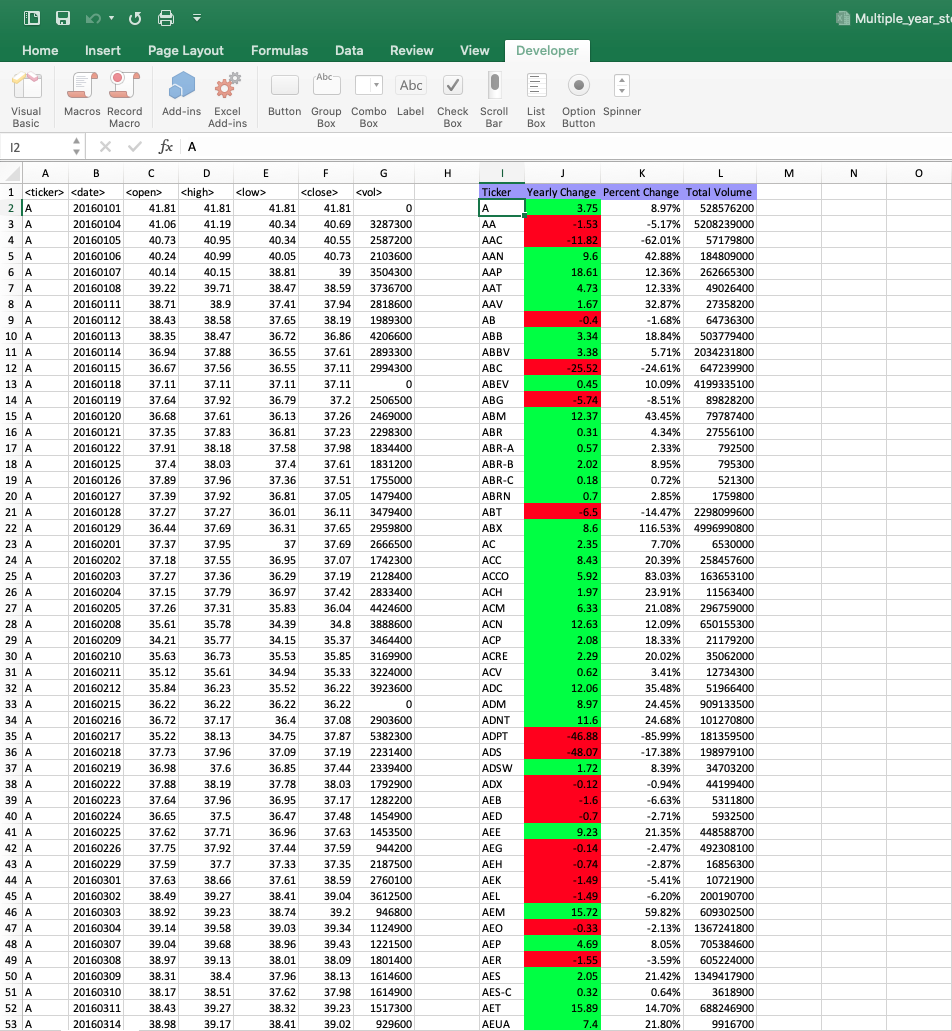 Multiple_year_st
Home Insert Page Layout Formulas Data Review View Developer
Visual Basic Macros Record Macro Add-ins Excel Add-ins Button Group Box Combo Box Label Check Box Scroll Bar List Box Option Button Spinner
Abc Abc
I2 fx A
A B C D E F G H I J K L M N O
1 <ticker> <date> <open> <high> <low> <close> <vol> Ticker Yearly Change Percent Change Total Volume
2 A 20160101 41.81 41.81 41.81 41.81 0 A 3.75 8.97% 528576200
3 A 20160104 41.06 41.19 40.34 40.69 3287300 AA -1.53 -5.17% 5208239000
4 A 20160105 40.73 40.95 40.34 40.55 2587200 AAC -11.82 -62.01% 57179800
5 A 20160106 40.24 40.99 40.05 40.73 2103600 AAN 9.6 42.88% 184809000
6 A 20160107 40.14 40.15 38.81 39 3504300 AAP 18.61 12.36% 262665300
7 A 20160108 39.22 39.71 38.47 38.59 3736700 AAT 4.73 12.33% 49026400
8 A 20160111 38.71 38.9 37.41 37.94 2818600 AAV 1.67 32.87% 27358200
9 A 20160112 38.43 38.58 37.65 38.19 1989300 AB -0.4 -1.68% 64736300
10 A 20160113 38.35 38.47 36.72 36.86 4206600 ABB 3.34 18.84% 503779400
11 A 20160114 36.94 37.88 36.55 37.61 2893300 ABBV 3.38 5.71% 2034231800
12 A 20160115 36.67 37.56 36.55 37.11 2994300 ABC -25.52 -24.61% 647239900
13 A 20160118 37.11 37.11 37.11 37.11 0 ABEV 0.45 10.09% 4199335100
14 A 20160119 37.64 37.92 36.79 37.2 2506500 ABG -5.74 -8.51% 89828200
15 A 20160120 36.68 37.61 36.13 37.26 2469000 ABM 12.37 43.45% 79787400
16 A 20160121 37.35 37.83 36.81 37.23 2298300 ABR 0.31 4.34% 27556100
17 A 20160122 37.91 38.18 37.58 37.98 1834400 ABR-A 0.57 2.33% 792500
18 A 20160125 37.4 38.03 37.4 37.61 1831200 ABR-B 2.02 8.95% 795300
19 A 20160126 37.89 37.96 37.36 37.51 1755000 ABR-C 0.18 0.72% 521300
20 A 20160127 37.39 37.92 36.81 37.05 1479400 ABRN 0.7 2.85% 1759800
21 A 20160128 37.27 37.27 36.01 36.11 3479400 ABT -6.5 -14.47% 2298099600
22 A 20160129 36.44 37.69 36.31 37.65 2959800 ABX 8.6 116.53% 4996990800
23 A 20160201 37.37 37.95 37 37.69 2666500 AC 2.35 7.70% 6530000
24 A 20160202 37.18 37.55 36.95 37.07 1742300 ACC 8.43 20.39% 258457600
25 A 20160203 37.27 37.36 36.29 37.19 2128400 ACCO 5.92 83.03% 163653100
26 A 20160204 37.15 37.79 36.97 37.42 2833400 ACH 1.97 23.91% 11563400
27 A 20160205 37.26 37.31 35.83 36.04 4424600 ACM 6.33 21.08% 296759000
28 A 20160208 35.61 35.78 34.39 34.8 3888600 ACN 12.63 12.09% 650155300
29 A 20160209 34.21 35.77 34.15 35.37 3464400 ACP 2.08 18.33% 21179200
30 A 20160210 35.63 36.73 35.53 35.85 3169900 ACRE 2.29 20.02% 35062000
31 A 20160211 35.12 35.61 34.94 35.33 3224000 ACV 0.62 3.41% 12734300
32 A 20160212 35.84 36.23 35.52 36.22 3923600 ADC 12.06 35.48% 51966400
33 A 20160215 36.22 36.22 36.22 36.22 0 ADM 8.97 24.45% 909133500
34 A 20160216 36.72 37.17 36.4 37.08 2903600 ADNT 11.6 24.68% 101270800
35 A 20160217 35.22 38.13 34.75 37.87 5382300 ADPT -46.88 -85.99% 181359500
36 A 20160218 37.73 37.96 37.09 37.19 2231400 ADS -48.07 -17.38% 198979100
37 A 20160219 36.98 37.6 36.85 37.44 2339400 ADSW 1.72 8.39% 34703200
38 A 20160222 37.88 38.19 37.78 38.03 1792900 ADX -0.12 -0.94% 44199400
39 A 20160223 37.64 37.96 36.95 37.17 1282200 AEB -1.6 -6.63% 5311800
40 A 20160224 36.65 37.5 36.47 37.48 1454900 AED -0.7 -2.71% 5932500
41 A 20160225 37.62 37.71 36.96 37.63 1453500 AEE 9.23 21.35% 448588700
42 A 20160226 37.75 37.92 37.44 37.59 944200 AEG -0.14 -2.47% 492308100
43 A 20160229 37.59 37.7 37.33 37.35 2187500 AEH -0.74 -2.87% 16856300
44 A 20160301 37.63 38.66 37.61 38.59 2760100 AEK -1.49 -5.41% 10721900
45 A 20160302 38.49 39.27 38.41 39.04 3612500 AEL -1.49 -6.20% 200190700
46 A 20160303 38.92 39.23 38.74 39.2 946800 AEM 15.72 59.82% 609302500
47 A 20160304 39.14 39.58 39.03 39.34 1124900 AEO -0.33 -2.13% 1367241800
48 A 20160307 39.04 39.68 38.96 39.43 1221500 AEP 4.69 8.05% 705384600
49 A 20160308 38.97 39.13 38.01 38.09 1801400 AER -1.55 -3.59% 605224000
50 A 20160309 38.31 38.4 37.96 38.13 1614600 AES 2.05 21.42% 1349417900
51 A 20160310 38.17 38.51 37.62 37.98 1614900 AES-C 0.32 0.64% 3618900
52 A 20160311 38.43 39.27 38.32 39.23 1517300 AET 15.89 14.70% 688246900
53 A 20160314 38.98 39.17 38.41 39.02 929600 AEUA 7.4 21.80% 9916700